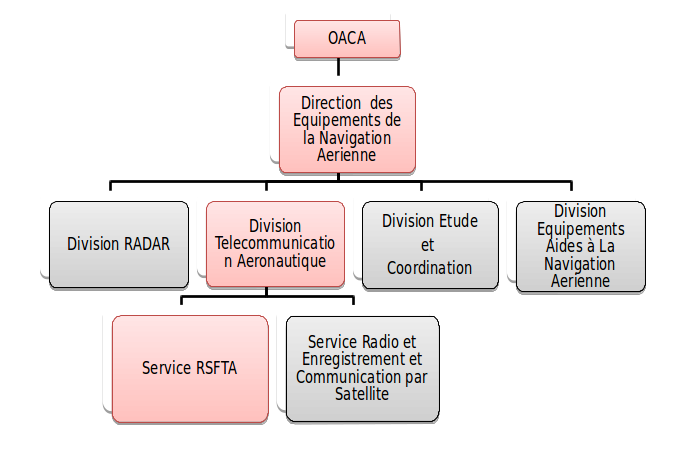 OACA
Direction des
Equipements de
la Navigation
Aerienne
Division RADAR
Division
Telecommunicatio
n Aeronautique
Division Etude
et
Coordination
Division
Equipements
Aides à La
Navigation
Aerienne
Service RSFTA
Service Radio et
Enregistrement et
Communication par
Satellite